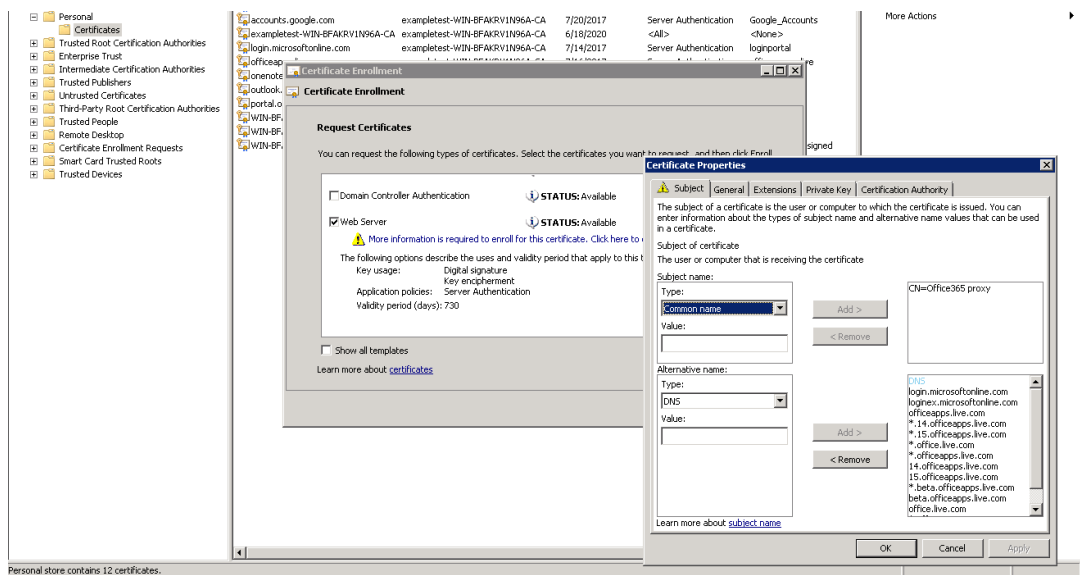 Personal
Certificates
Trusted Root Certification Authorities
Enterprise Trust
Intermediate Certification Authorities
Trusted Publishers
Untrusted Certificates
Third-Party Root Certification Authorities
Trusted People
Remote Desktop
Certificate Enrollment Requests
Smart Card Trusted Roots
Trusted Devices
accounts.google.com exampletest-WIN-BFAKRV1N96A-CA 7/20/2017 Server Authentication Google_Accounts
exampletest-WIN-BFAKRV1N96A-CA exampletest-WIN-BFAKRV1N96A-CA 6/18/2020 <All> <None>
login.microsoftonline.com exampletest-WIN-BFAKRV1N96A-CA 7/14/2017 Server Authentication loginportal
officeap
onenote
outlook.
portal.o
WIN-BF
WIN-BF
WIN-BF
signed
More Actions
Certificate Enrollment
Certificate Enrollment
Request Certificates
You can request the following types of certificates. Select the certificates you want to request, and then click Enroll.
Domain Controller Authentication STATUS: Available
Web Server STATUS: Available
More information is required to enroll for this certificate. Click here to
The following options describe the uses and validity period that apply to this
Key usage: Digital signature
Key encipherment
Application policies: Server Authentication
Validity period (days): 730
Show all templates
Learn more about certificates
Certificate Properties
Subject General Extensions Private Key Certification Authority
The subject of a certificate is the user or computer to which the certificate is issued. You can
enter information about the types of subject name and alternative name values that can be used
in a certificate.
Subject of certificate
The user or computer that is receiving the certificate
Subject name:
Type:
Common name
Value:
Add >
< Remove
CN=Office365 proxy
Alternative name:
Type:
DNS
Value:
Add >
< Remove
DNS
login.microsoftonline.com
loginex.microsoftonline.com
officeapps.live.com
*.14.officeapps.live.com
*.15.officeapps.live.com
*.office.live.com
*.officeapps.live.com
14.officeapps.live.com
15.officeapps.live.com
*.beta.officeapps.live.com
beta.officeapps.live.com
office.live.com
Learn more about subject name
OK Cancel Apply
Personal store contains 12 certificates.